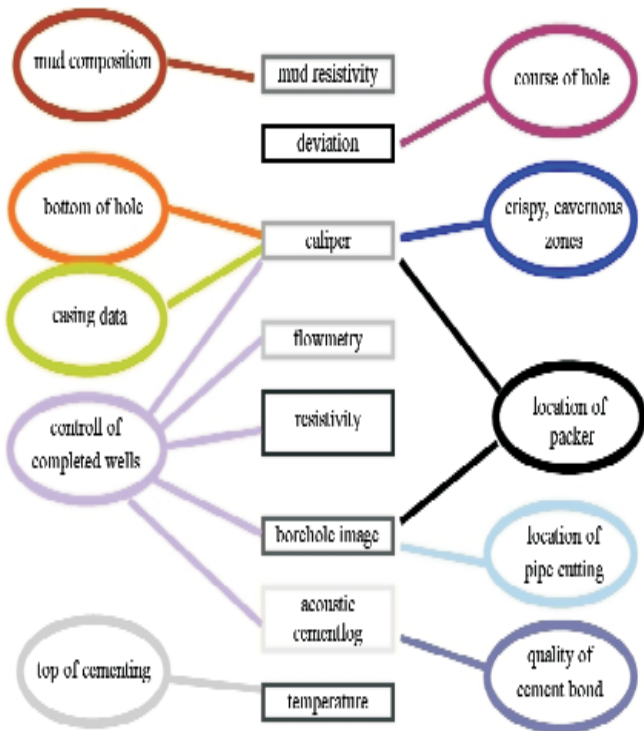 mud composition
mud resistivity
course of hole
deviation
bottom of hole
caliper
crispy, cavernous
zones
casing data
flowmetry
controll of
completed wells
resistivity
location of
packer
borehole image
location of
pipe cutting
acoustic
cementlog
top of cementing
temperature
quality of
cement bond